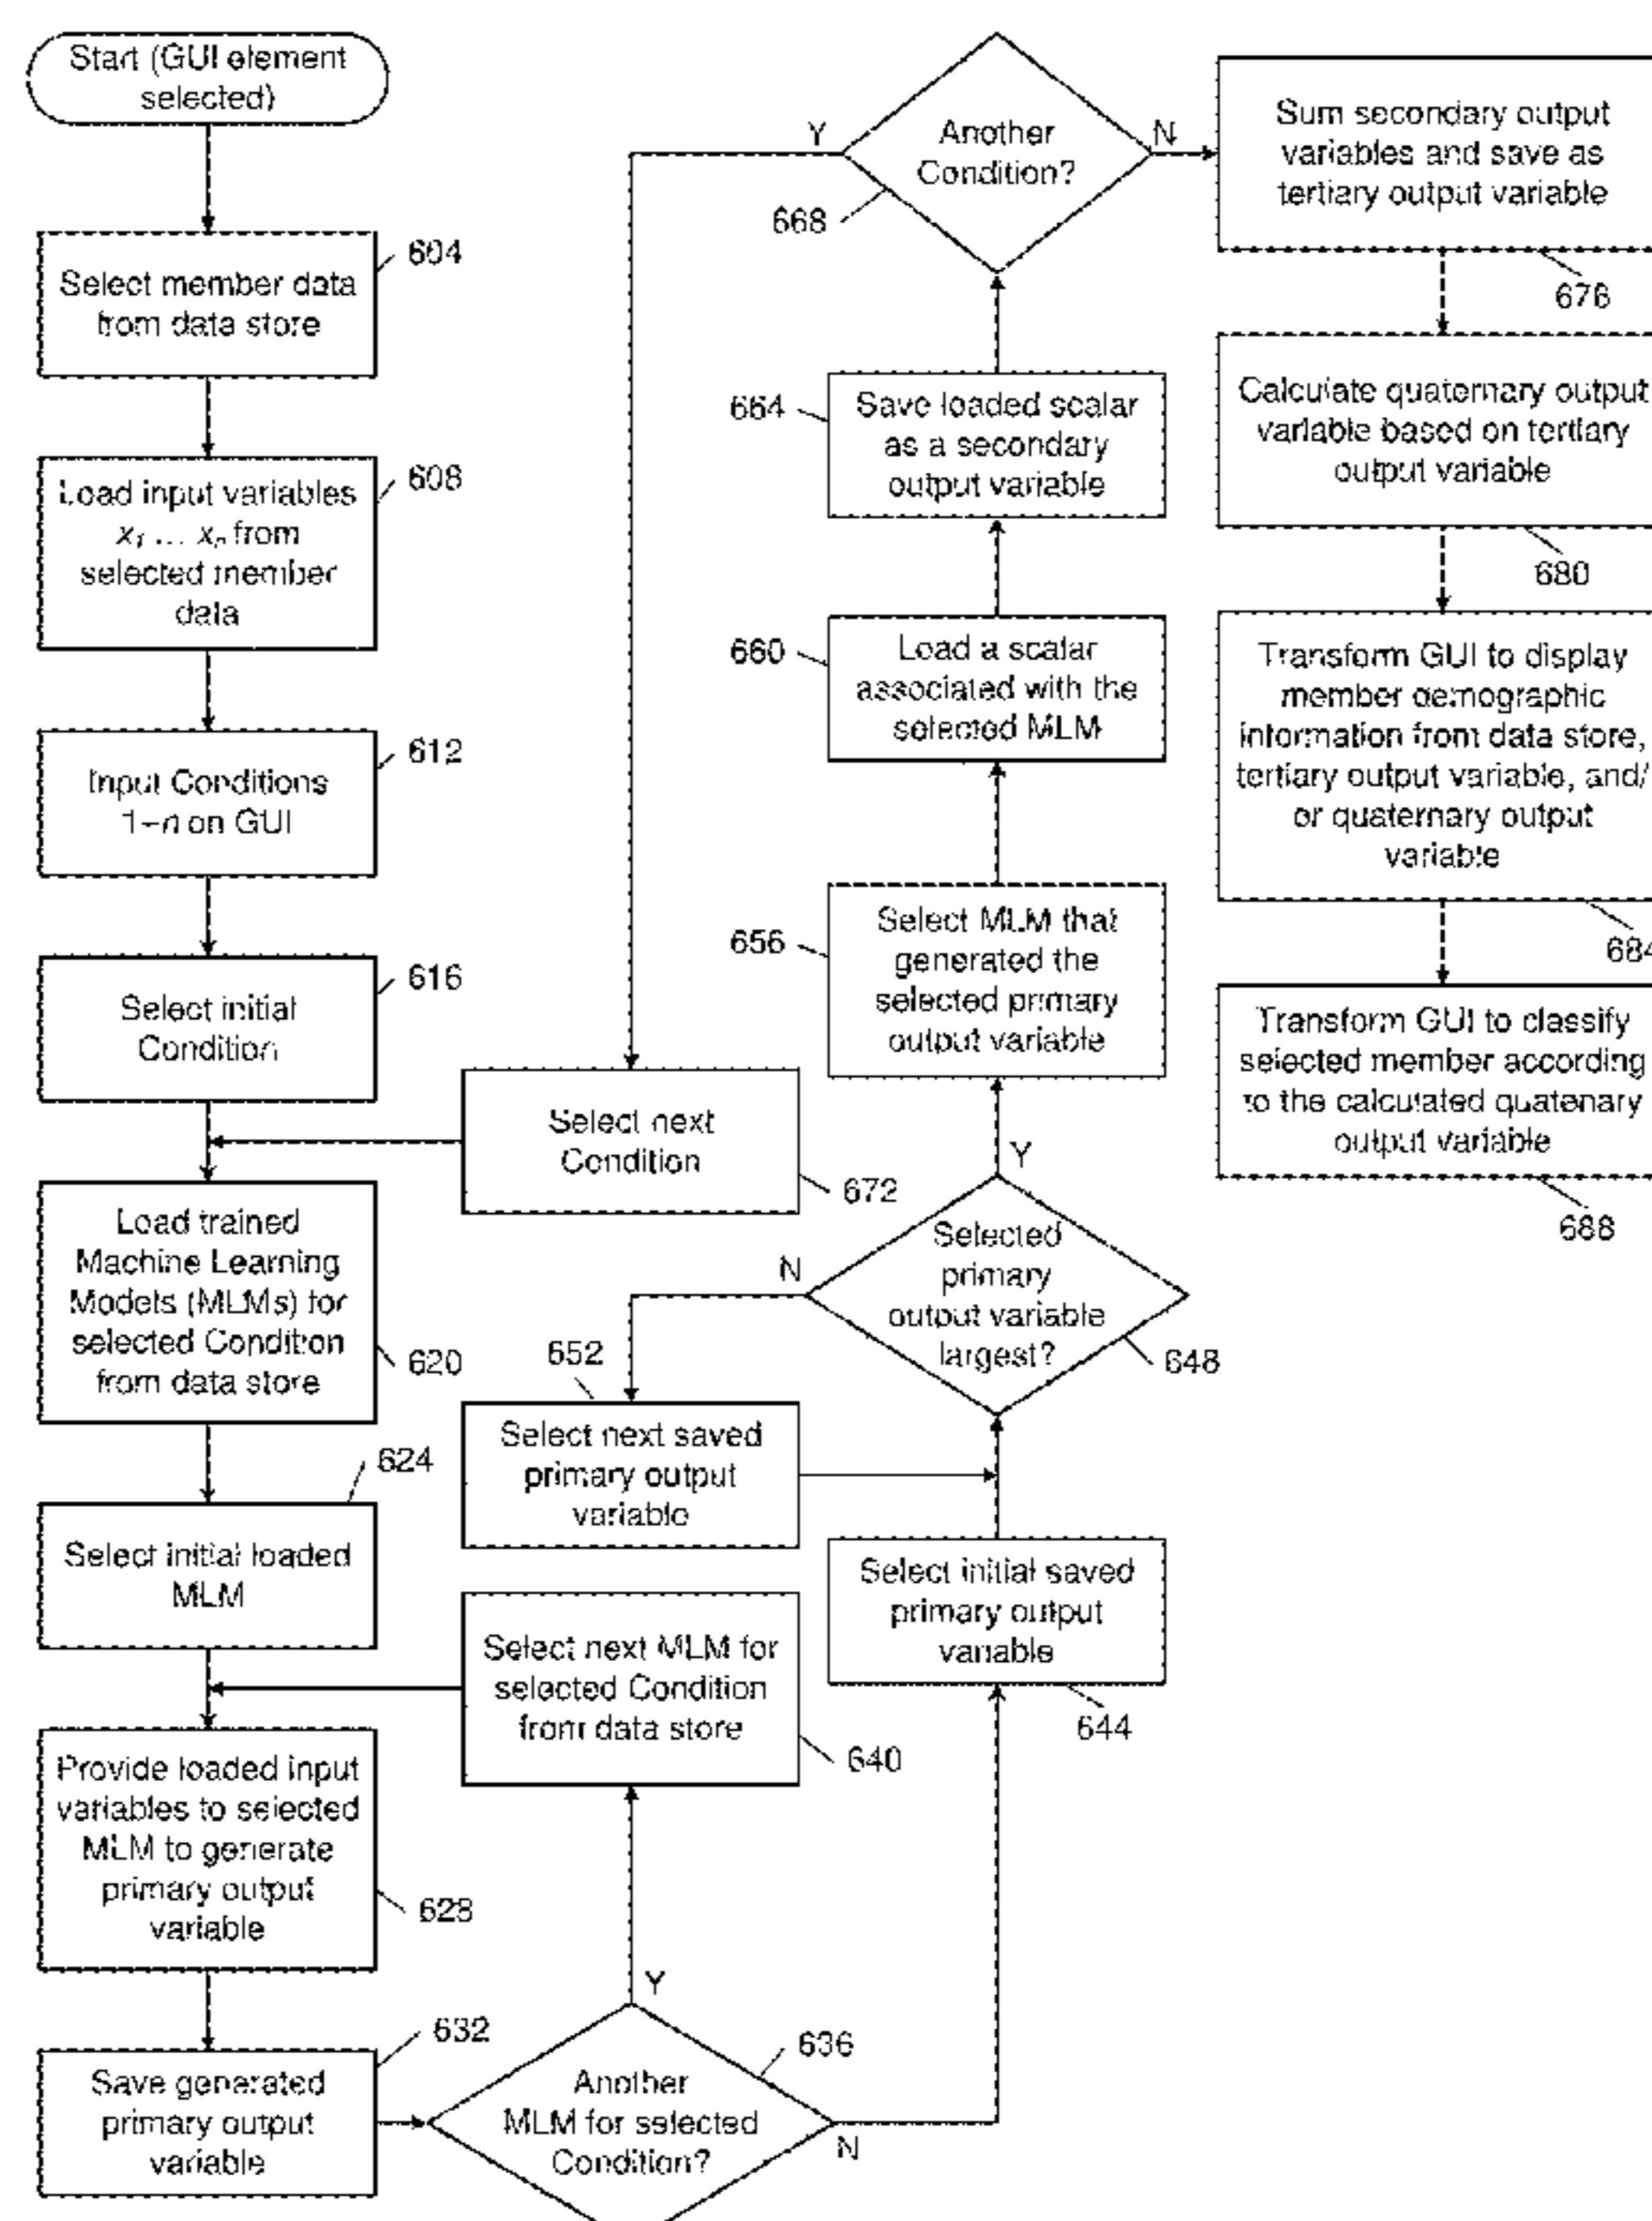 Start (GUI element
selected)
Select member data
from data store
604
Load input variables
x₁ ... xₙ from
selected member
data
608
Input Conditions
1–n on GUI
612
Select initial
Condition
616
Load trained
Machine Learning
Models (MLMs) for
selected Condition
from data store
620
Select initial loaded
MLM
624
Provide loaded input
variables to selected
MLM to generate
primary output
variable
628
Save generated
primary output
variable
632
Another
MLM for selected
Condition?
636
Y
N
Select next MLM for
selected Condition
from data store
640
Select initial saved
primary output
variable
644
Selected
primary
output variable
largest?
648
N
Y
652
Select next saved
primary output
variable
Select MLM that
generated the
selected primary
output variable
656
Load a scalar
associated with the
selected MLM
660
Save loaded scalar
as a secondary
output variable
664
Another
Condition?
668
Y
N
Select next
Condition
672
Sum secondary output
variables and save as
tertiary output variable
676
Calculate quaternary output
variable based on tertiary
output variable
680
Transform GUI to display
member demographic
information from data store,
tertiary output variable, and/
or quaternary output
variable
684
Transform GUI to classify
selected member according
to the calculated quatenary
output variable
688